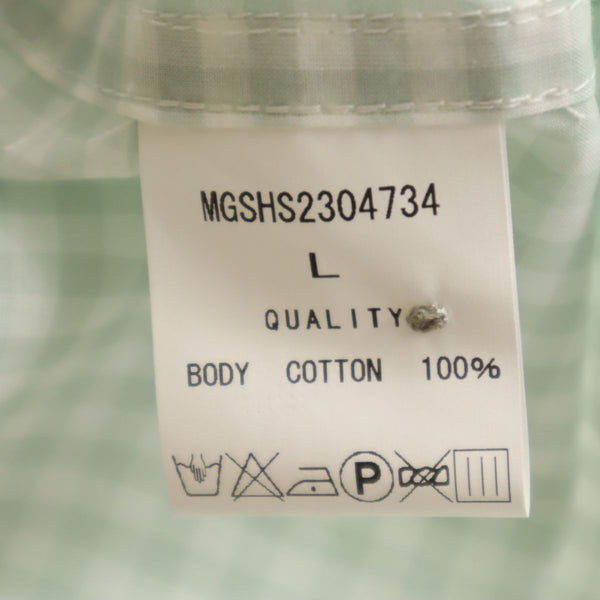 MGSHS2304734
L
QUALITY
BODY COTTON 100%
P